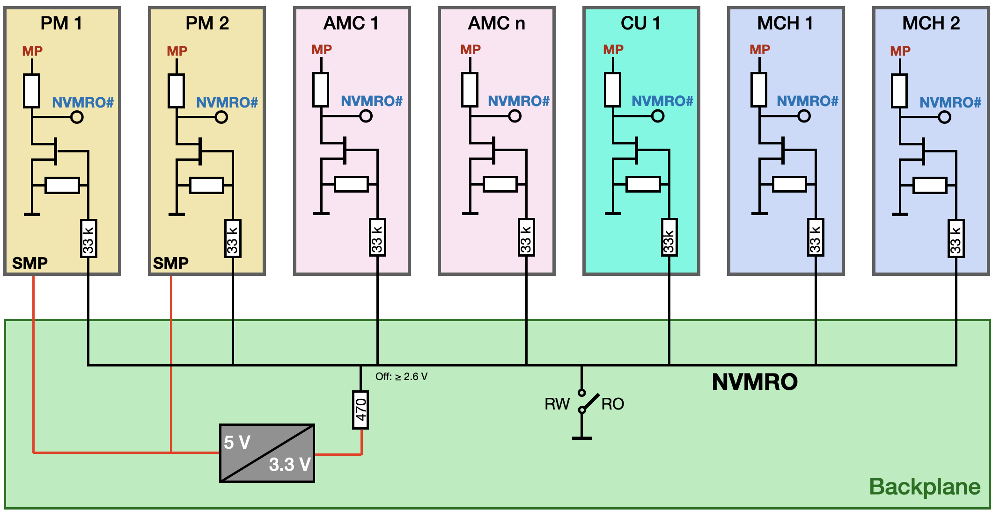 PM 1
PM 2
AMC 1
AMC n
CU 1
MCH 1
MCH 2
MP
MP
MP
MP
MP
MP
MP
NVMRO#
NVMRO#
NVMRO#
NVMRO#
NVMRO#
NVMRO#
NVMRO#
33 k
33 k
33 k
33 k
33k
33 k
33 k
SMP
SMP
Off: ≥ 2.6 V
NVMRO
470
RW
RO
5 V
3.3 V
Backplane